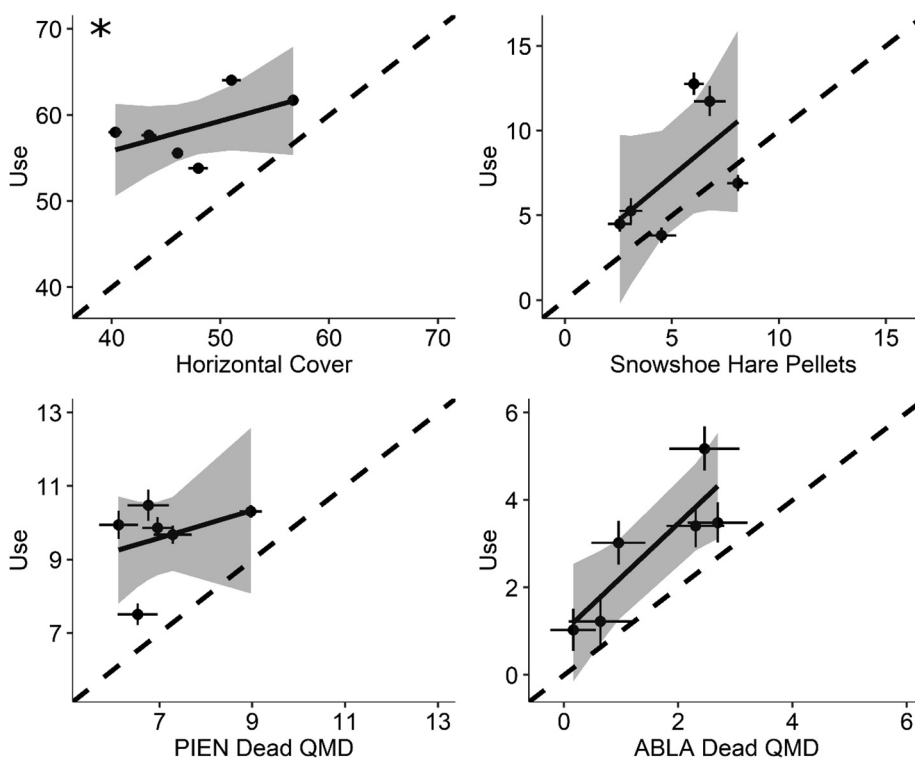 *
70
60
50
40
Use
40 50 60 70
Horizontal Cover
15
10
5
0
Use
0 5 10 15
Snowshoe Hare Pellets
13
11
9
7
Use
7 9 11 13
PIEN Dead QMD
6
4
2
0
Use
0 2 4 6
ABLA Dead QMD